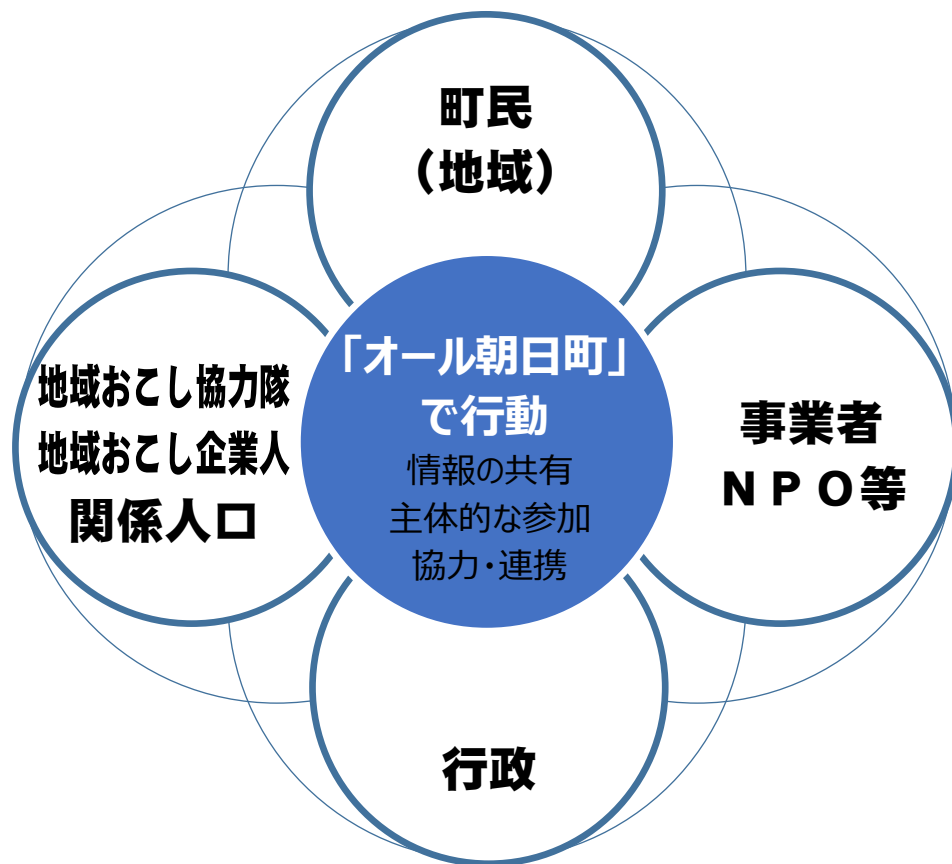 町民
（地域）
「オール朝日町」
で行動
情報の共有
主体的な参加
協力・連携
地域おこし協力隊
地域おこし企業人
関係人口
事業者
ＮＰＯ等
行政